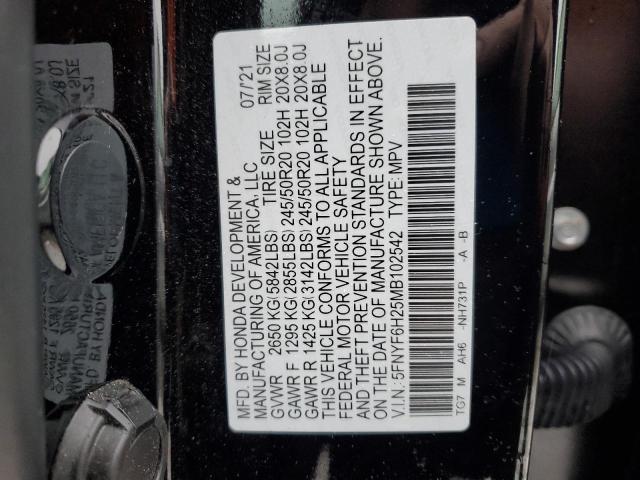 MFD. BY HONDA DEVELOPMENT &
MANUFACTURING OF AMERICA, LLC 07/21
GVWR 2650 KG(5842LBS) TIRE SIZE RIM SIZE
GAWR F 1295 KG(2855LBS) 245/50R20 102H 20X8.0J
GAWR R 1425 KG(3142LBS) 245/50R20 102H 20X8.0J
THIS VEHICLE CONFORMS TO ALL APPLICABLE
FEDERAL MOTOR VEHICLE SAFETY
AND THEFT PREVENTION STANDARDS IN EFFECT
ON THE DATE OF MANUFACTURE SHOWN ABOVE.
V.I.N.: 5FNYF6H25MB102542 TYPE: MPV
TG7 M AH6 -NH731P -A -B